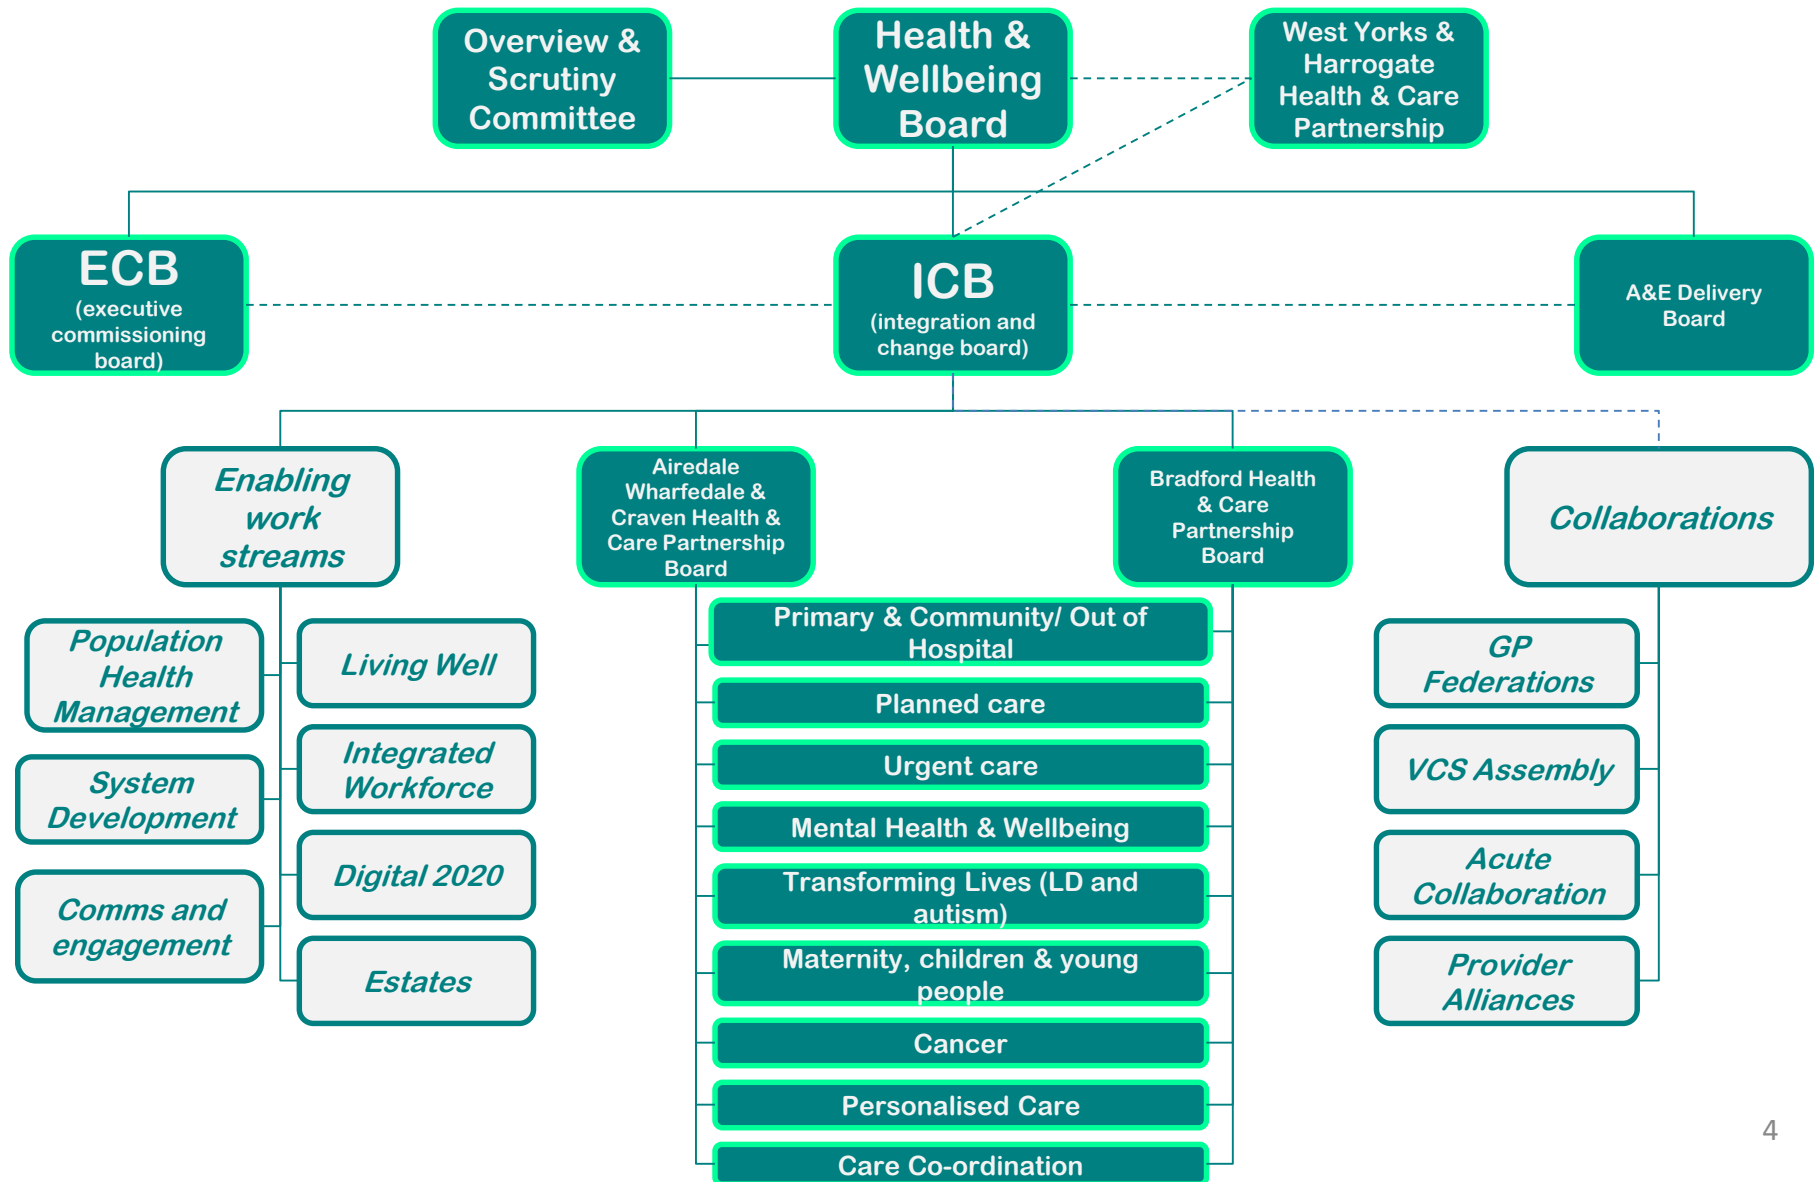 Overview &
Scrutiny
Committee
Health &
Wellbeing
Board
West Yorks &
Harrogate
Health & Care
Partnership
ECB
(executive
commissioning
board)
ICB
(integration and
change board)
A&E Delivery
Board
Enabling
work
streams
Airedale
Wharfedale &
Craven Health &
Care Partnership
Board
Bradford Health
& Care
Partnership
Board
Collaborations
Population
Health
Management
Living Well
System
Development
Integrated
Workforce
Comms and
engagement
Digital 2020
Estates
Primary & Community/ Out of
Hospital
Planned care
Urgent care
Mental Health & Wellbeing
Transforming Lives (LD and
autism)
Maternity, children & young
people
Cancer
Personalised Care
Care Co-ordination
GP
Federations
VCS Assembly
Acute
Collaboration
Provider
Alliances
4